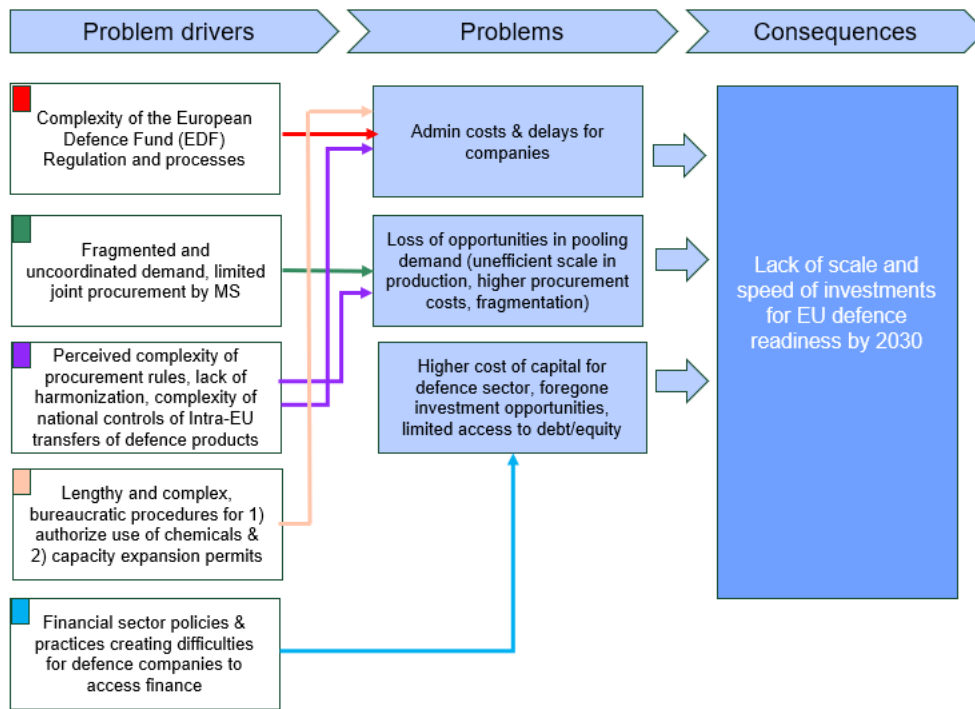 Problem drivers
Problems
Consequences
Complexity of the European
Defence Fund (EDF)
Regulation and processes
Fragmented and
uncoordinated demand, limited
joint procurement by MS
Perceived complexity of
procurement rules, lack of
harmonization, complexity of
national controls of Intra-EU
transfers of defence products
Lengthy and complex,
bureaucratic procedures for 1)
authorize use of chemicals &
2) capacity expansion permits
Financial sector policies &
practices creating difficulties
for defence companies to
access finance
Admin costs & delays for
companies
Loss of opportunities in pooling
demand (unefficient scale in
production, higher procurement
costs, fragmentation)
Higher cost of capital for
defence sector, foregone
investment opportunities,
limited access to debt/equity
Lack of scale and
speed of investments
for EU defence
readiness by 2030